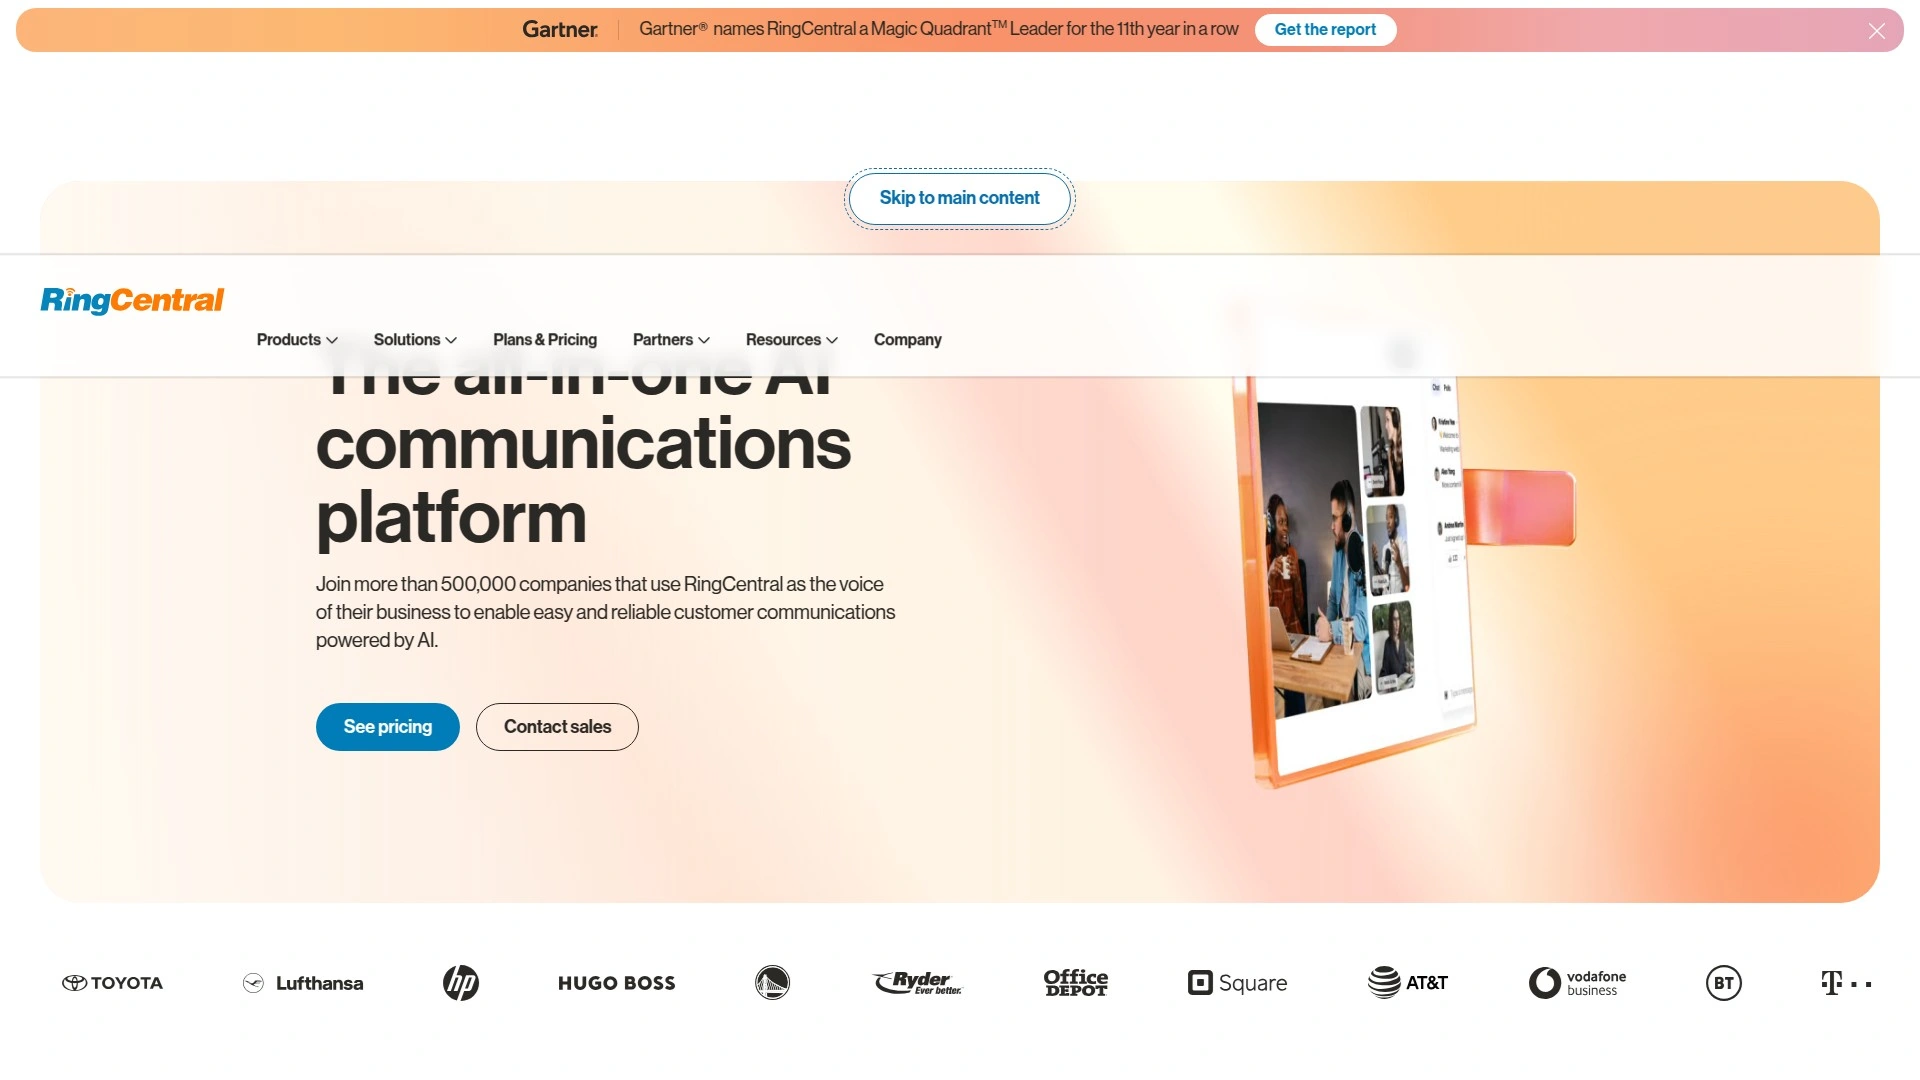 Gartner
Gartner® names RingCentral a Magic Quadrant™ Leader for the 11th year in a row
Get the report
Skip to main content
RingCentral
Products
Solutions
Plans & Pricing
Partners
Resources
Company
The all-in-one AI
communications
platform
Join more than 500,000 companies that use RingCentral as the voice
of their business to enable easy and reliable customer communications
powered by AI.
See pricing
Contact sales
Chat Polls
TOYOTA
Lufthansa
hp
HUGO BOSS
Ryder
Ever better.
Office
DEPOT
Square
AT&T
vodafone
business
BT
T